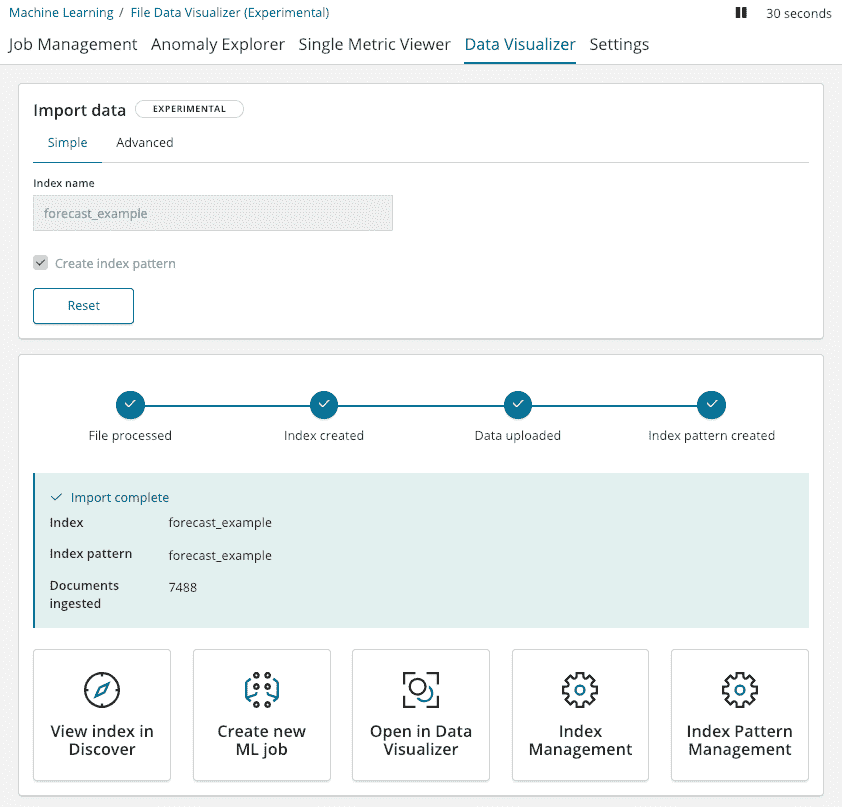 Machine Learning / File Data Visualizer (Experimental)
30 seconds
Job Management Anomaly Explorer Single Metric Viewer Data Visualizer Settings
Import data EXPERIMENTAL
Simple Advanced
Index name
forecast_example
Create index pattern
Reset
File processed Index created Data uploaded Index pattern created
Import complete
Index forecast_example
Index pattern forecast_example
Documents
ingested
7488
View index in
Discover
Create new
ML job
Open in Data
Visualizer
Index
Management
Index Pattern
Management